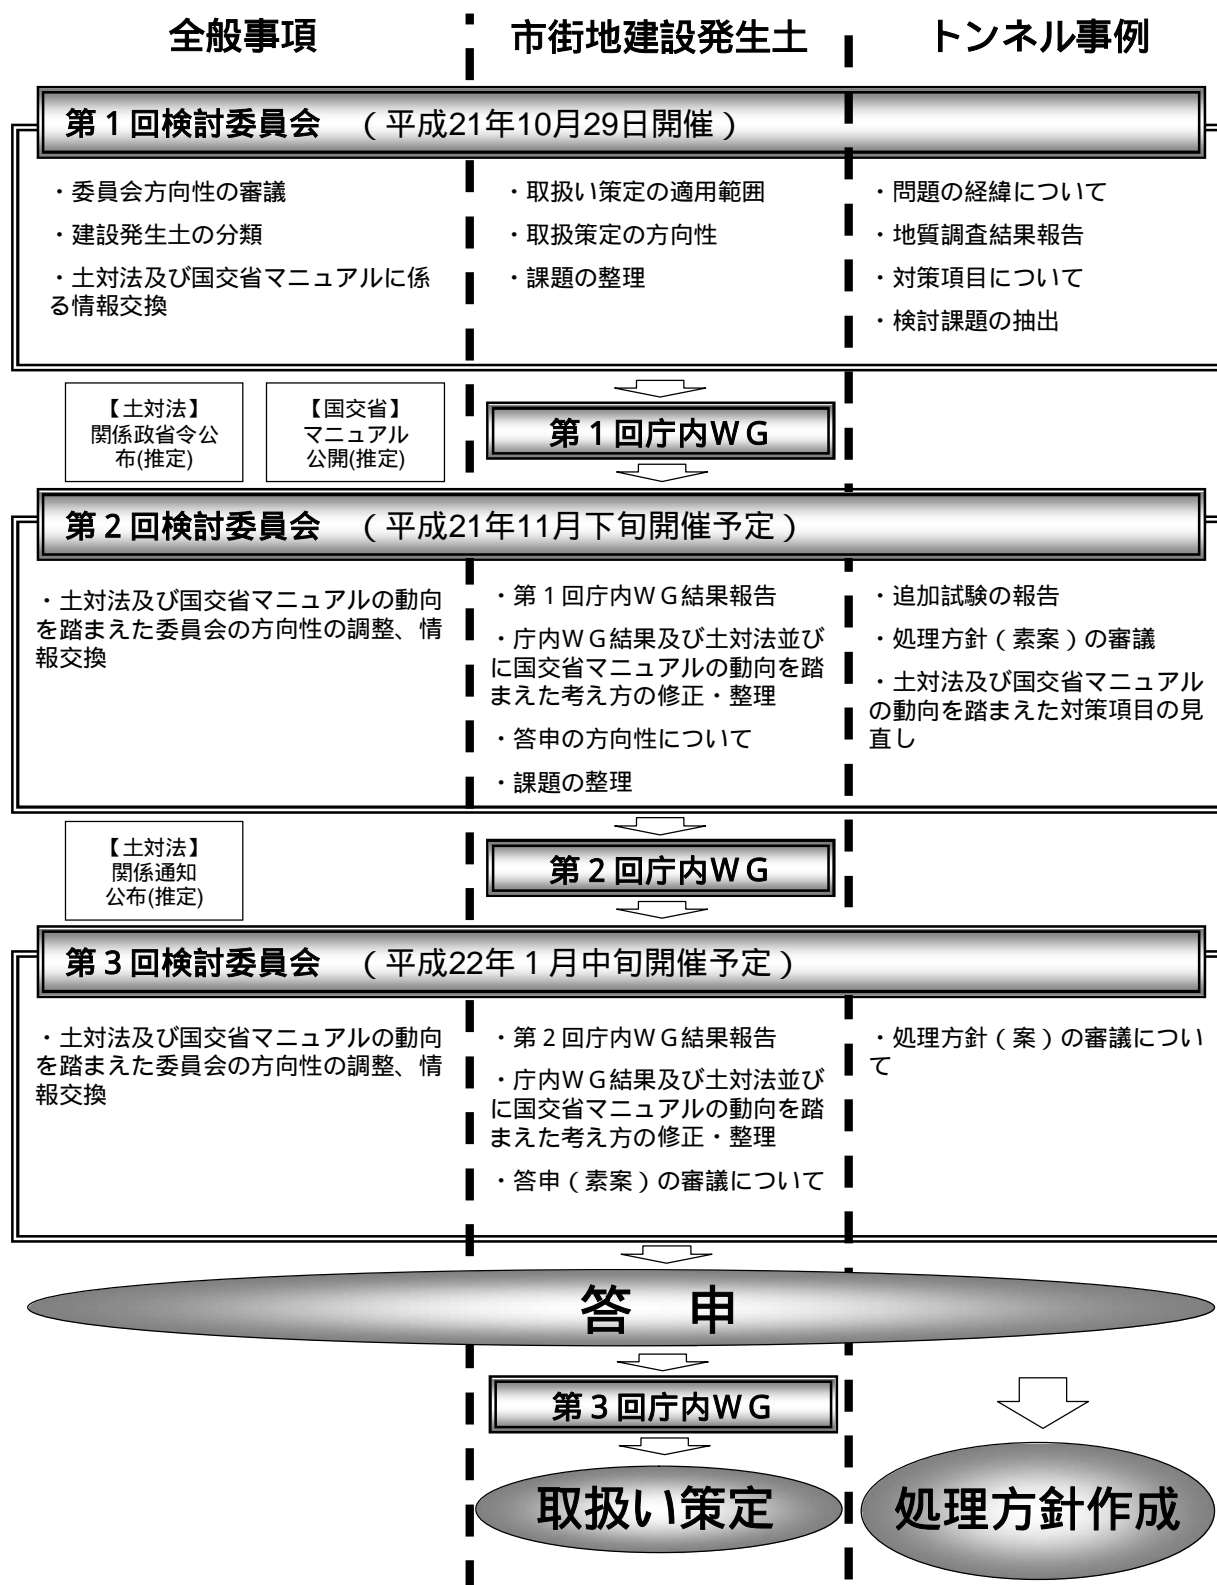 全般事項
市街地建設発生土
トンネル事例
第１回検討委員会　（平成21年10月29日開催）
・委員会方向性の審議
・建設発生土の分類
・土対法及び国交省マニュアルに係
る情報交換
・取扱い策定の適用範囲
・取扱策定の方向性
・課題の整理
・問題の経緯について
・地質調査結果報告
・対策項目について
・検討課題の抽出
【土対法】
関係政省令公
布(推定)
【国交省】
マニュアル
公開(推定)
第１回庁内ＷＧ
第２回検討委員会　（平成21年11月下旬開催予定）
・土対法及び国交省マニュアルの動向
を踏まえた委員会の方向性の調整、情
報交換
・第１回庁内ＷＧ結果報告
・庁内ＷＧ結果及び土対法並び
に国交省マニュアルの動向を踏
まえた考え方の修正・整理
・答申の方向性について
・課題の整理
・追加試験の報告
・処理方針（素案）の審議
・土対法及び国交省マニュアル
の動向を踏まえた対策項目の見
直し
【土対法】
関係通知
公布(推定)
第２回庁内ＷＧ
第３回検討委員会　（平成22年１月中旬開催予定）
・土対法及び国交省マニュアルの動向
を踏まえた委員会の方向性の調整、情
報交換
・第２回庁内ＷＧ結果報告
・庁内ＷＧ結果及び土対法並び
に国交省マニュアルの動向を踏
まえた考え方の修正・整理
・答申（素案）の審議について
・処理方針（案）の審議につい
て
答　申
第３回庁内ＷＧ
取扱い策定
処理方針作成